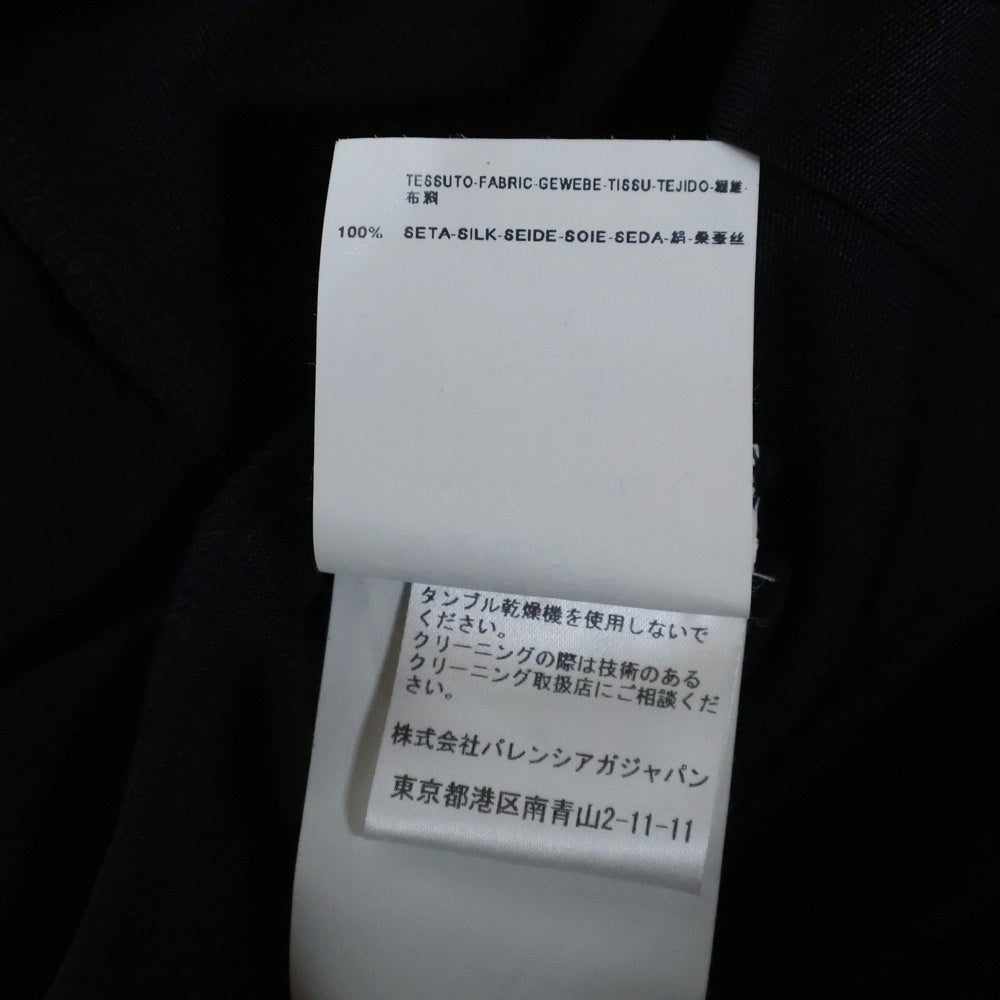 TESSUTO-FABRIC-GEWEBE-TISSU-TEJIDO-繊維-
布料
100% SETA-SILK-SEIDE-SOIE-SEDA-絹-桑蚕丝
タンブル乾燥機を使用しないで
ください。
クリーニングの際は技術のある
クリーニング取扱店にご相談くだ
さい。
株式会社バレンシアガジャパン
東京都港区南青山2-11-11